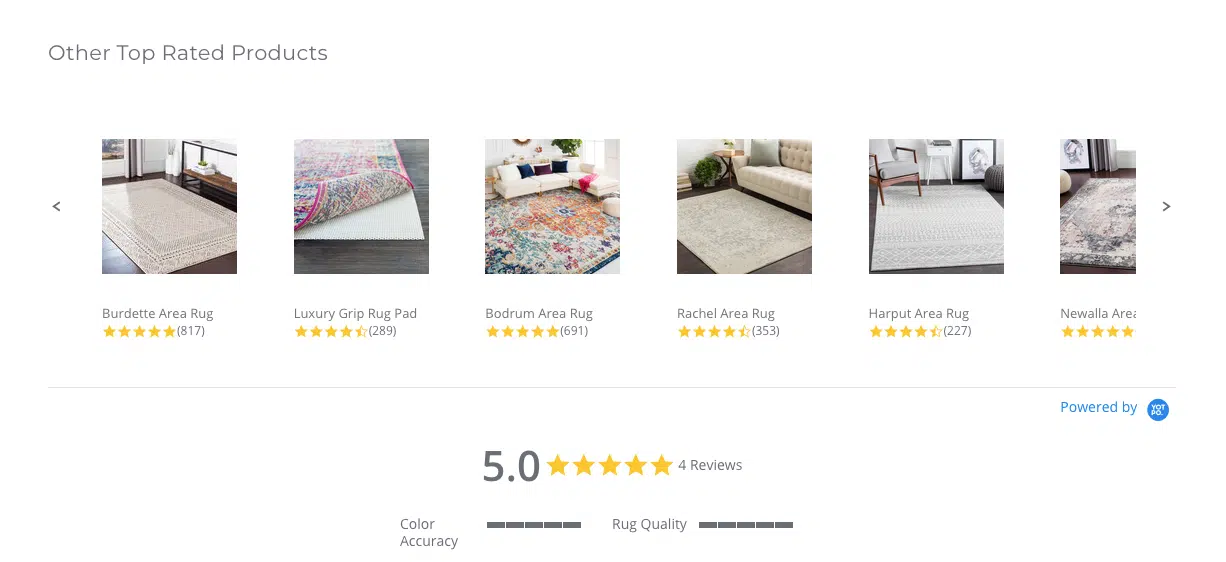 Other Top Rated Products
<
>
Burdette Area Rug
Luxury Grip Rug Pad
Bodrum Area Rug
Rachel Area Rug
Harput Area Rug
Newalla Area
(817)
(289)
(691)
(353)
(227)
Powered by YOTPO.
5.0
4 Reviews
Color
Accuracy
Rug Quality